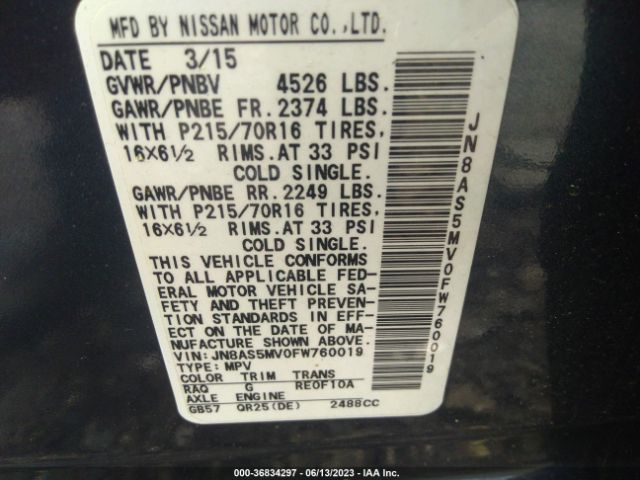 MFD BY NISSAN MOTOR CO.,LTD.
DATE 3/15
GVWR/PNBV 4526 LBS.
GAWR/PNBE FR. 2374 LBS.
WITH P215/70R16 TIRES,
16X6½ RIMS.AT 33 PSI
COLD SINGLE.
GAWR/PNBE RR. 2249 LBS.
WITH P215/70R16 TIRES,
16X6½ RIMS.AT 33 PSI
COLD SINGLE.
THIS VEHICLE CONFORMS
TO ALL APPLICABLE FED-
ERAL MOTOR VEHICLE SA-
FETY AND THEFT PREVEN-
TION STANDARDS IN EFF-
ECT ON THE DATE OF MA-
NUFACTURE SHOWN ABOVE.
VIN: JN8AS5MV0FW760019
TYPE: MPV
COLOR TRIM TRANS
RAQ G RE0F10A
AXLE ENGINE
GB57 QR25(DE) 2488CC
JN8AS5MV0FW760019
000-36834297 - 06/13/2023 - IAA Inc.